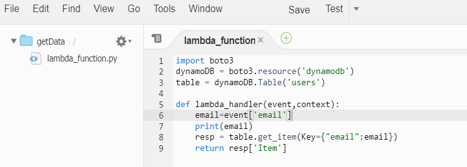 File Edit Find View Go Tools Window Save Test
getData - /
lambda_function.py
lambda_function ×
1 import boto3
2 dynamoDB = boto3.resource('dynamodb')
3 table = dynamoDB.Table('users')
4
5 def lambda_handler(event,context):
6 email=event['email']
7 print(email)
8 resp = table.get_item(Key={"email":email})
9 return resp['Item']